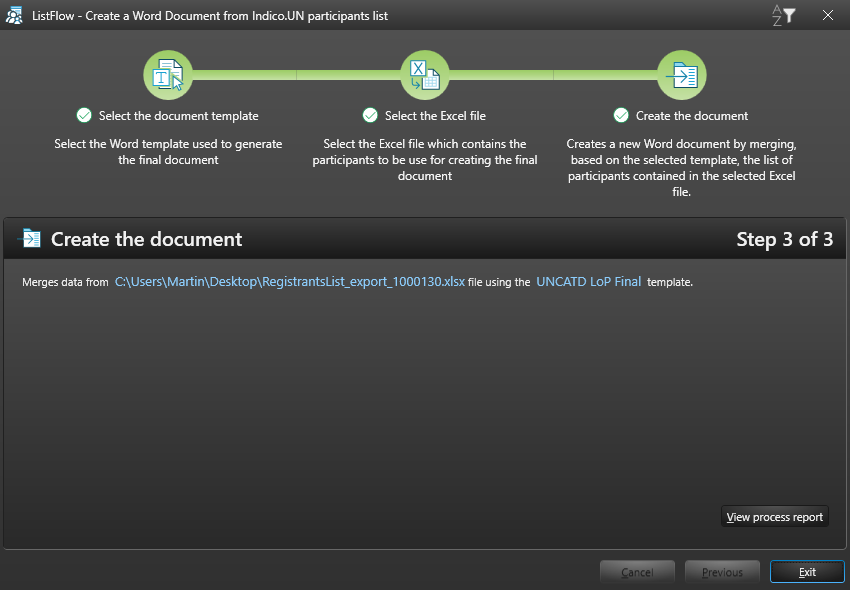 ListFlow - Create a Word Document from Indico.UN participants list
A
Z
Select the document template
Select the Word template used to generate
the final document
Select the Excel file
Select the Excel file which contains the
participants to be use for creating the final
document
Create the document
Creates a new Word document by merging,
based on the selected template, the list of
participants contained in the selected Excel
file.
Create the document Step 3 of 3
Merges data from C:\Users\Martin\Desktop\RegistrantsList_export_1000130.xlsx file using the UNCATD LoP Final template.
View process report
Cancel Previous Exit